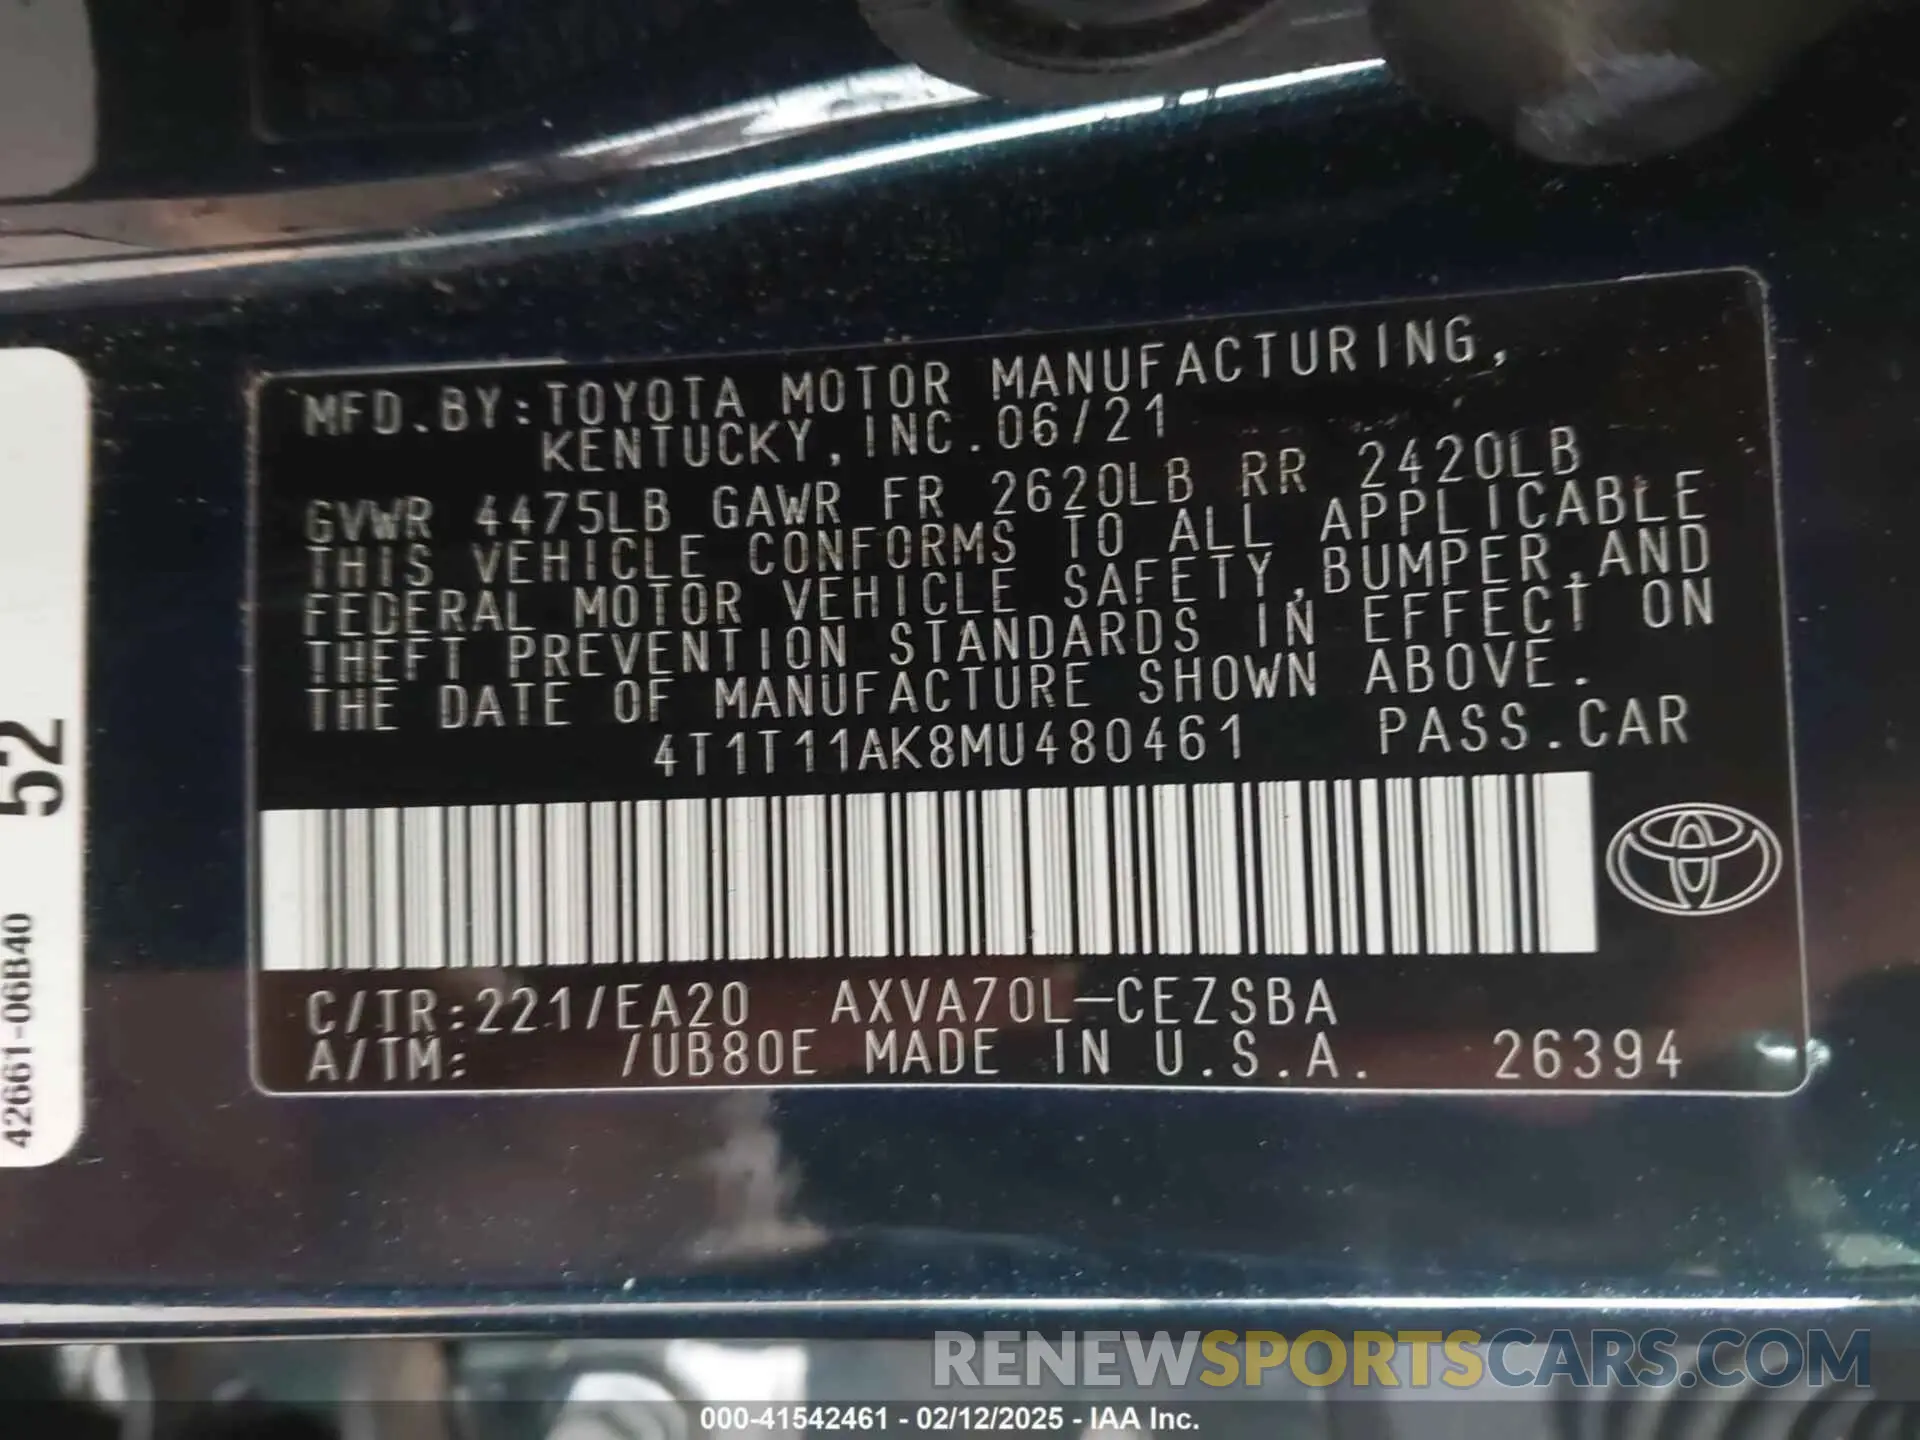 MFD.BY:TOYOTA MOTOR MANUFACTURING,
KENTUCKY,INC.06/21
GVWR 4475LB GAWR FR 2620LB RR 2420LB
THIS VEHICLE CONFORMS TO ALL APPLICABLE
FEDERAL MOTOR VEHICLE SAFETY,BUMPER,AND
THEFT PREVENTION STANDARDS IN EFFECT ON
THE DATE OF MANUFACTURE SHOWN ABOVE.
4T1T11AK8MU480461 PASS.CAR
C/TR:221/EA20 AXVA70L-CEZSBA
A/TM: /UB80E MADE IN U.S.A. 26394
52
42661-06B40
RENEWSPORTSCARS.COM
000-41542461 - 02/12/2025 - IAA Inc.